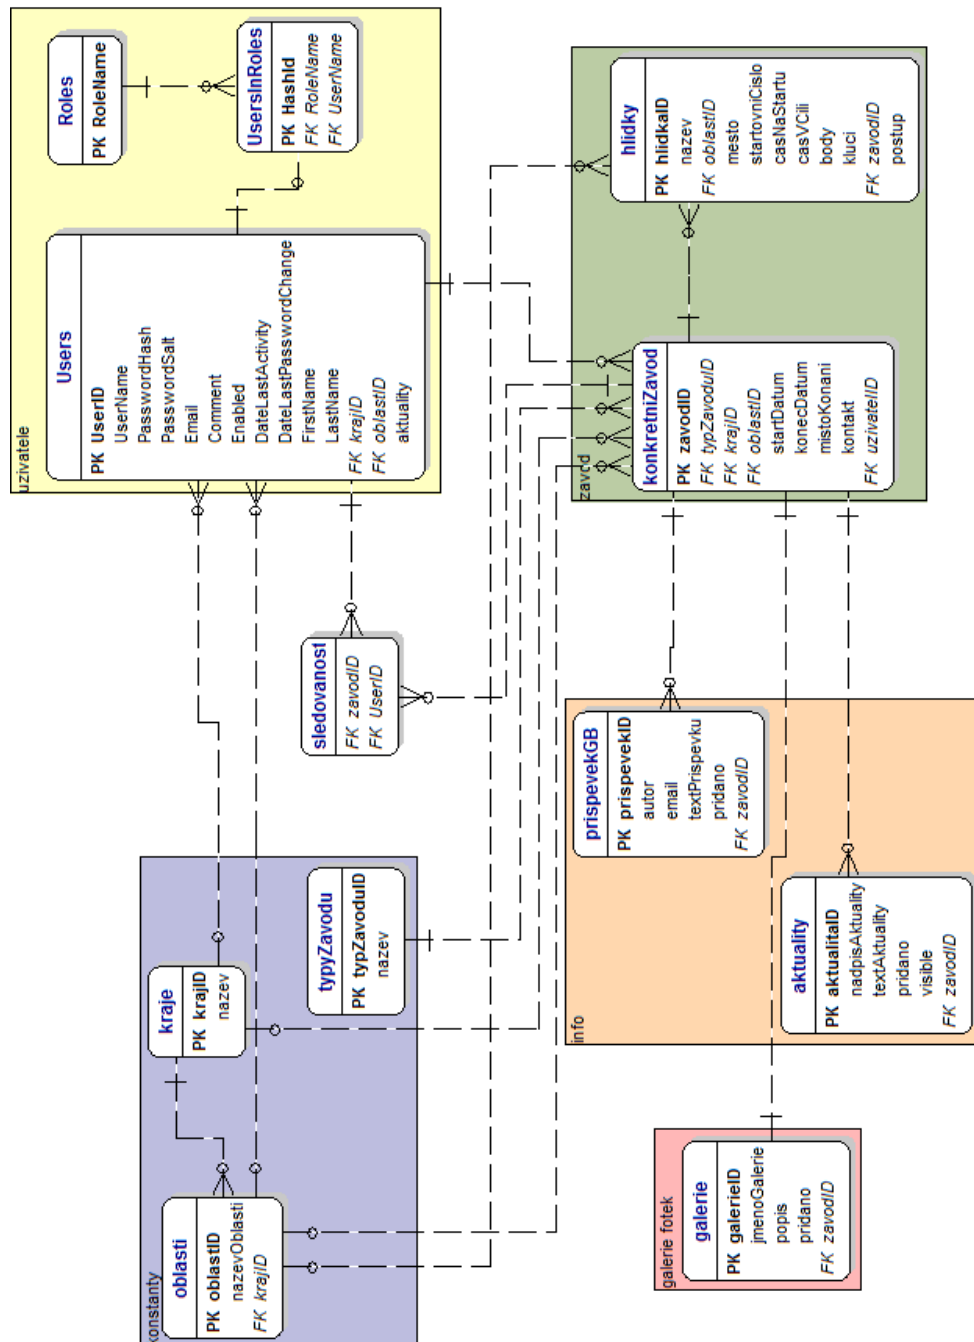 uzivatele
Roles
PK RoleName
UsersInRoles
PK HashId
FK RoleName
FK UserName
Users
PK UserID
UserName
PasswordHash
PasswordSalt
Email
Comment
Enabled
DateLastActivity
DateLastPasswordChange
FirstName
LastName
FK krajID
FK oblastID
aktuality
zavod
hlidky
PK hlidkaID
nazev
FK oblastID
mesto
startovniCislo
casNaStartu
casVCili
body
kluci
FK zavodID
postup
konkretniZavod
PK zavodID
FK typZavoduID
FK krajID
FK oblastID
startDatum
konecDatum
mistoKonani
kontakt
FK uzivatelID
sledovanost
FK zavodID
FK UserID
konstanty
kraje
PK krajID
nazev
typyZavodu
PK typZavoduID
nazev
oblasti
PK oblastID
nazevOblasti
FK krajID
info
prispevekGB
PK prispevekID
autor
email
textPrispevku
pridano
FK zavodID
aktuality
PK aktualitaID
nadpisAktuality
textAktuality
pridano
visible
FK zavodID
galerie fotek
galerie
PK galerieID
jmenoGalerie
popis
pridano
FK zavodID